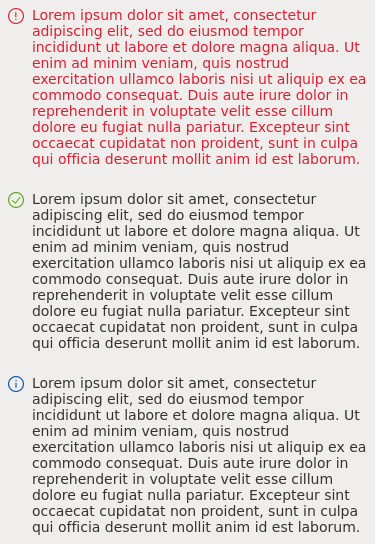 Lorem ipsum dolor sit amet, consectetur
adipiscing elit, sed do eiusmod tempor
incididunt ut labore et dolore magna aliqua. Ut
enim ad minim veniam, quis nostrud
exercitation ullamco laboris nisi ut aliquip ex ea
commodo consequat. Duis aute irure dolor in
reprehenderit in voluptate velit esse cillum
dolore eu fugiat nulla pariatur. Excepteur sint
occaecat cupidatat non proident, sunt in culpa
qui officia deserunt mollit anim id est laborum.
Lorem ipsum dolor sit amet, consectetur
adipiscing elit, sed do eiusmod tempor
incididunt ut labore et dolore magna aliqua. Ut
enim ad minim veniam, quis nostrud
exercitation ullamco laboris nisi ut aliquip ex ea
commodo consequat. Duis aute irure dolor in
reprehenderit in voluptate velit esse cillum
dolore eu fugiat nulla pariatur. Excepteur sint
occaecat cupidatat non proident, sunt in culpa
qui officia deserunt mollit anim id est laborum.
Lorem ipsum dolor sit amet, consectetur
adipiscing elit, sed do eiusmod tempor
incididunt ut labore et dolore magna aliqua. Ut
enim ad minim veniam, quis nostrud
exercitation ullamco laboris nisi ut aliquip ex ea
commodo consequat. Duis aute irure dolor in
reprehenderit in voluptate velit esse cillum
dolore eu fugiat nulla pariatur. Excepteur sint
occaecat cupidatat non proident, sunt in culpa
qui officia deserunt mollit anim id est laborum.